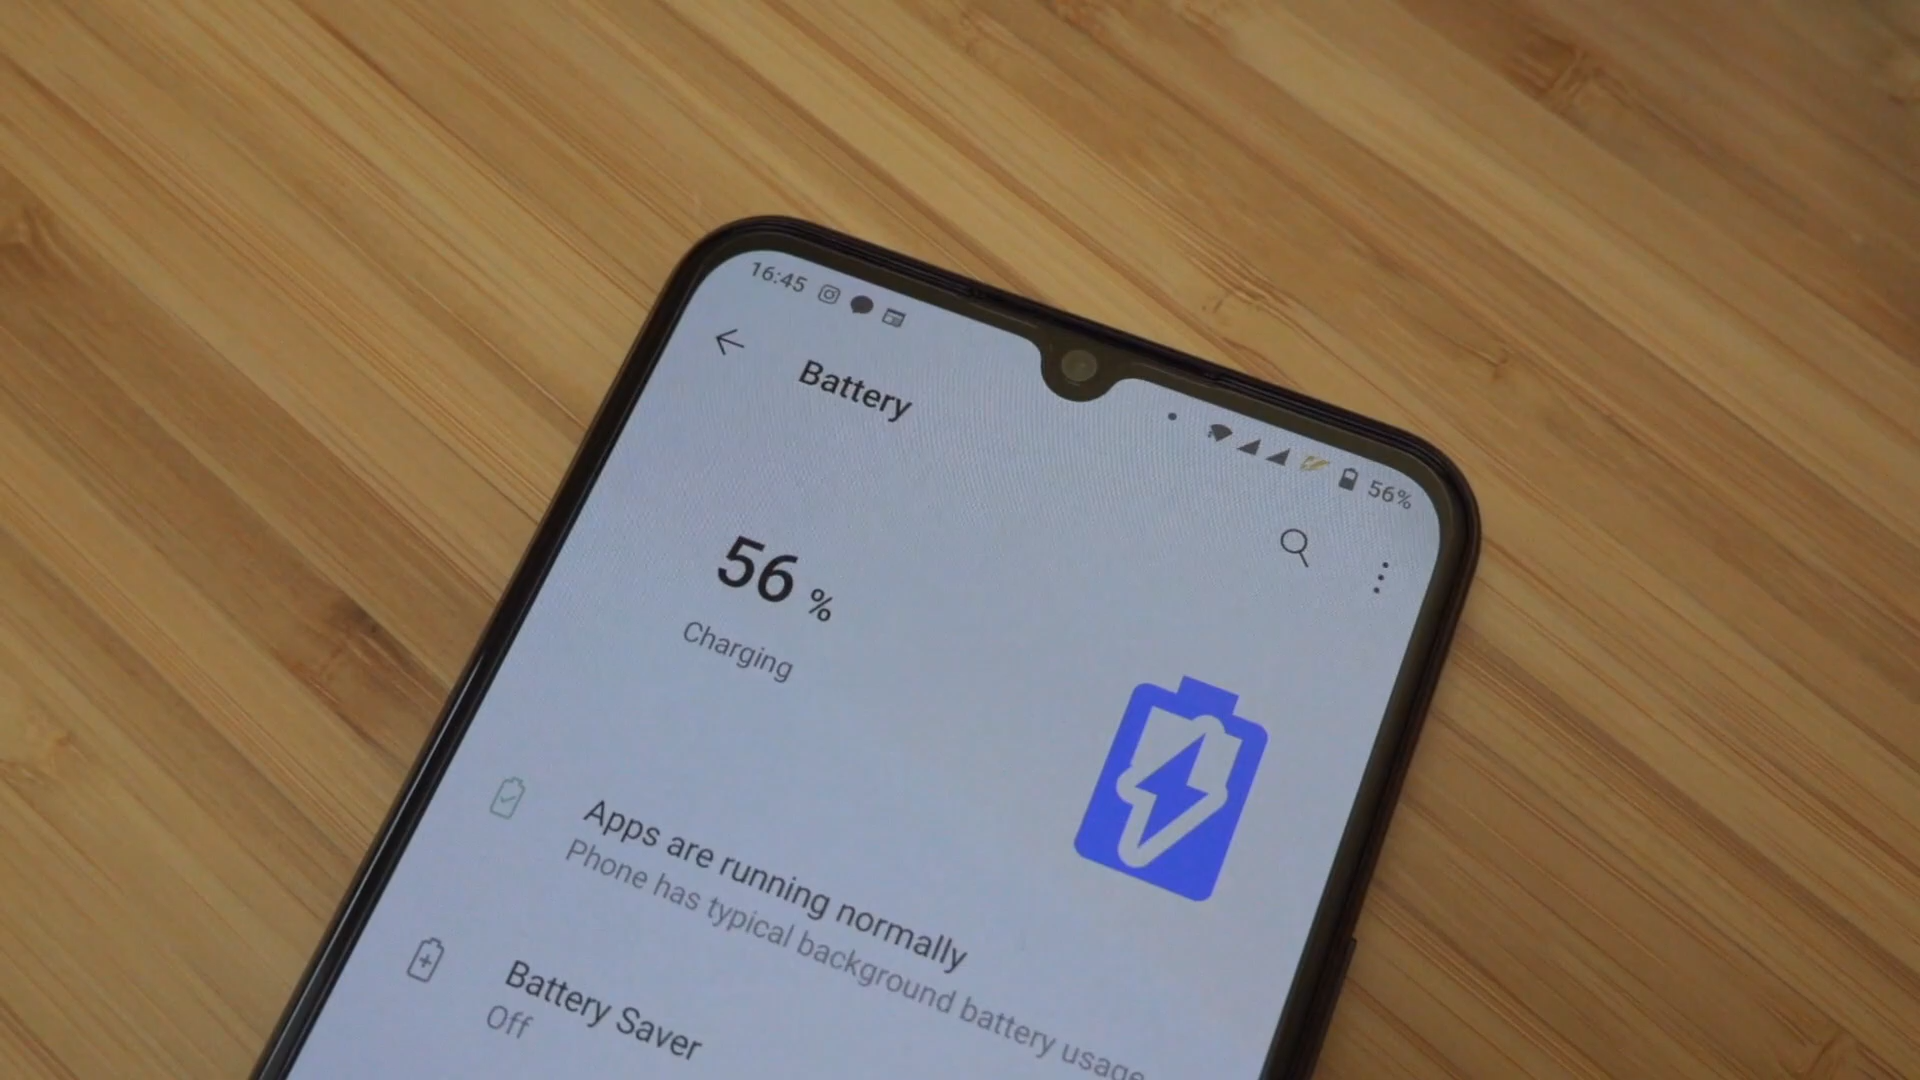 16:45
56%
Battery
56 %
Charging
Apps are running normally
Phone has typical background battery usage
Battery Saver
Off